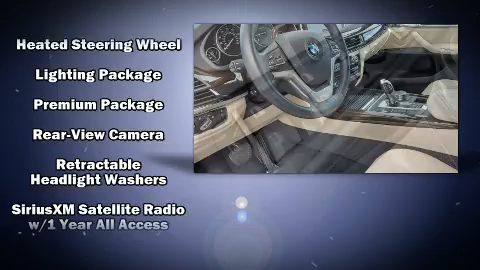 Heated Steering Wheel
Lighting Package
Premium Package
Rear-View Camera
Retractable
Headlight Washers
SiriusXM Satellite Radio
w/1 Year All Access